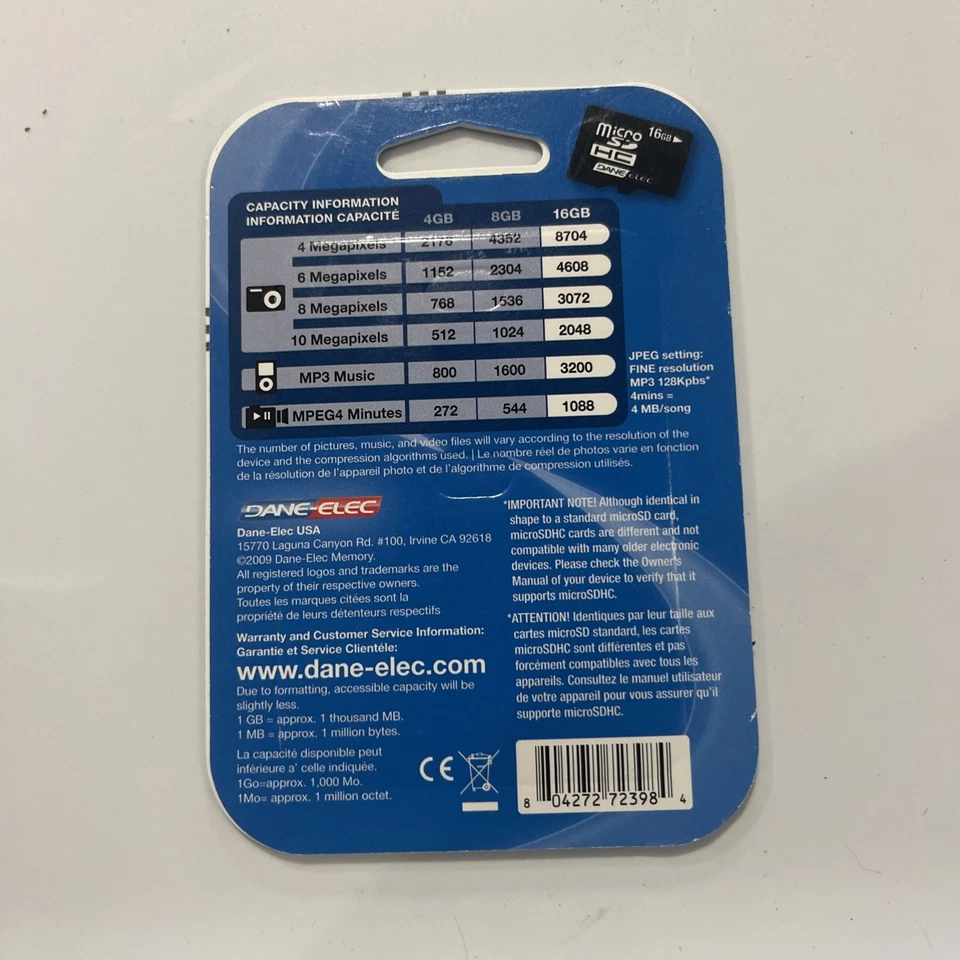 micro SD HC 16GB
DANE-ELEC
CAPACITY INFORMATION
INFORMATION CAPACITÉ 4GB 8GB 16GB
4 Megapixels 2176 4352 8704
6 Megapixels 1152 2304 4608
8 Megapixels 768 1536 3072
10 Megapixels 512 1024 2048
MP3 Music 800 1600 3200
MPEG4 Minutes 272 544 1088
JPEG setting:
FINE resolution
MP3 128Kpbs*
4mins =
4 MB/song
The number of pictures, music, and video files will vary according to the resolution of the
device and the compression algorithms used. | Le nombre réel de photos varie en fonction
de la résolution de l'appareil photo et de l'algorithme de compression utilisés.
DANE-ELEC
Dane-Elec USA
15770 Laguna Canyon Rd. #100, Irvine CA 92618
©2009 Dane-Elec Memory.
All registered logos and trademarks are the
property of their respective owners.
Toutes les marques citées sont la
propriété de leurs détenteurs respectifs
Warranty and Customer Service Information:
Garantie et Service Clientéle:
www.dane-elec.com
Due to formatting, accessible capacity will be
slightly less.
1 GB = approx. 1 thousand MB.
1 MB = approx. 1 million bytes.
La capacité disponible peut
inférieure a' celle indiquée.
1Go=approx. 1,000 Mo.
1Mo= approx. 1 million octet.
*IMPORTANT NOTE! Although identical in
shape to a standard microSD card,
microSDHC cards are different and not
compatible with many older electronic
devices. Please check the Owner's
Manual of your device to verify that it
supports microSDHC.
*ATTENTION! Identiques par leur taille aux
cartes microSD standard, les cartes
microSDHC sont différentes et pas
forcément compatibles avec tous les
appareils. Consultez le manuel utilisateur
de votre appareil pour vous assurer qu'il
supporte microSDHC.
CE
8 04272 72398 4